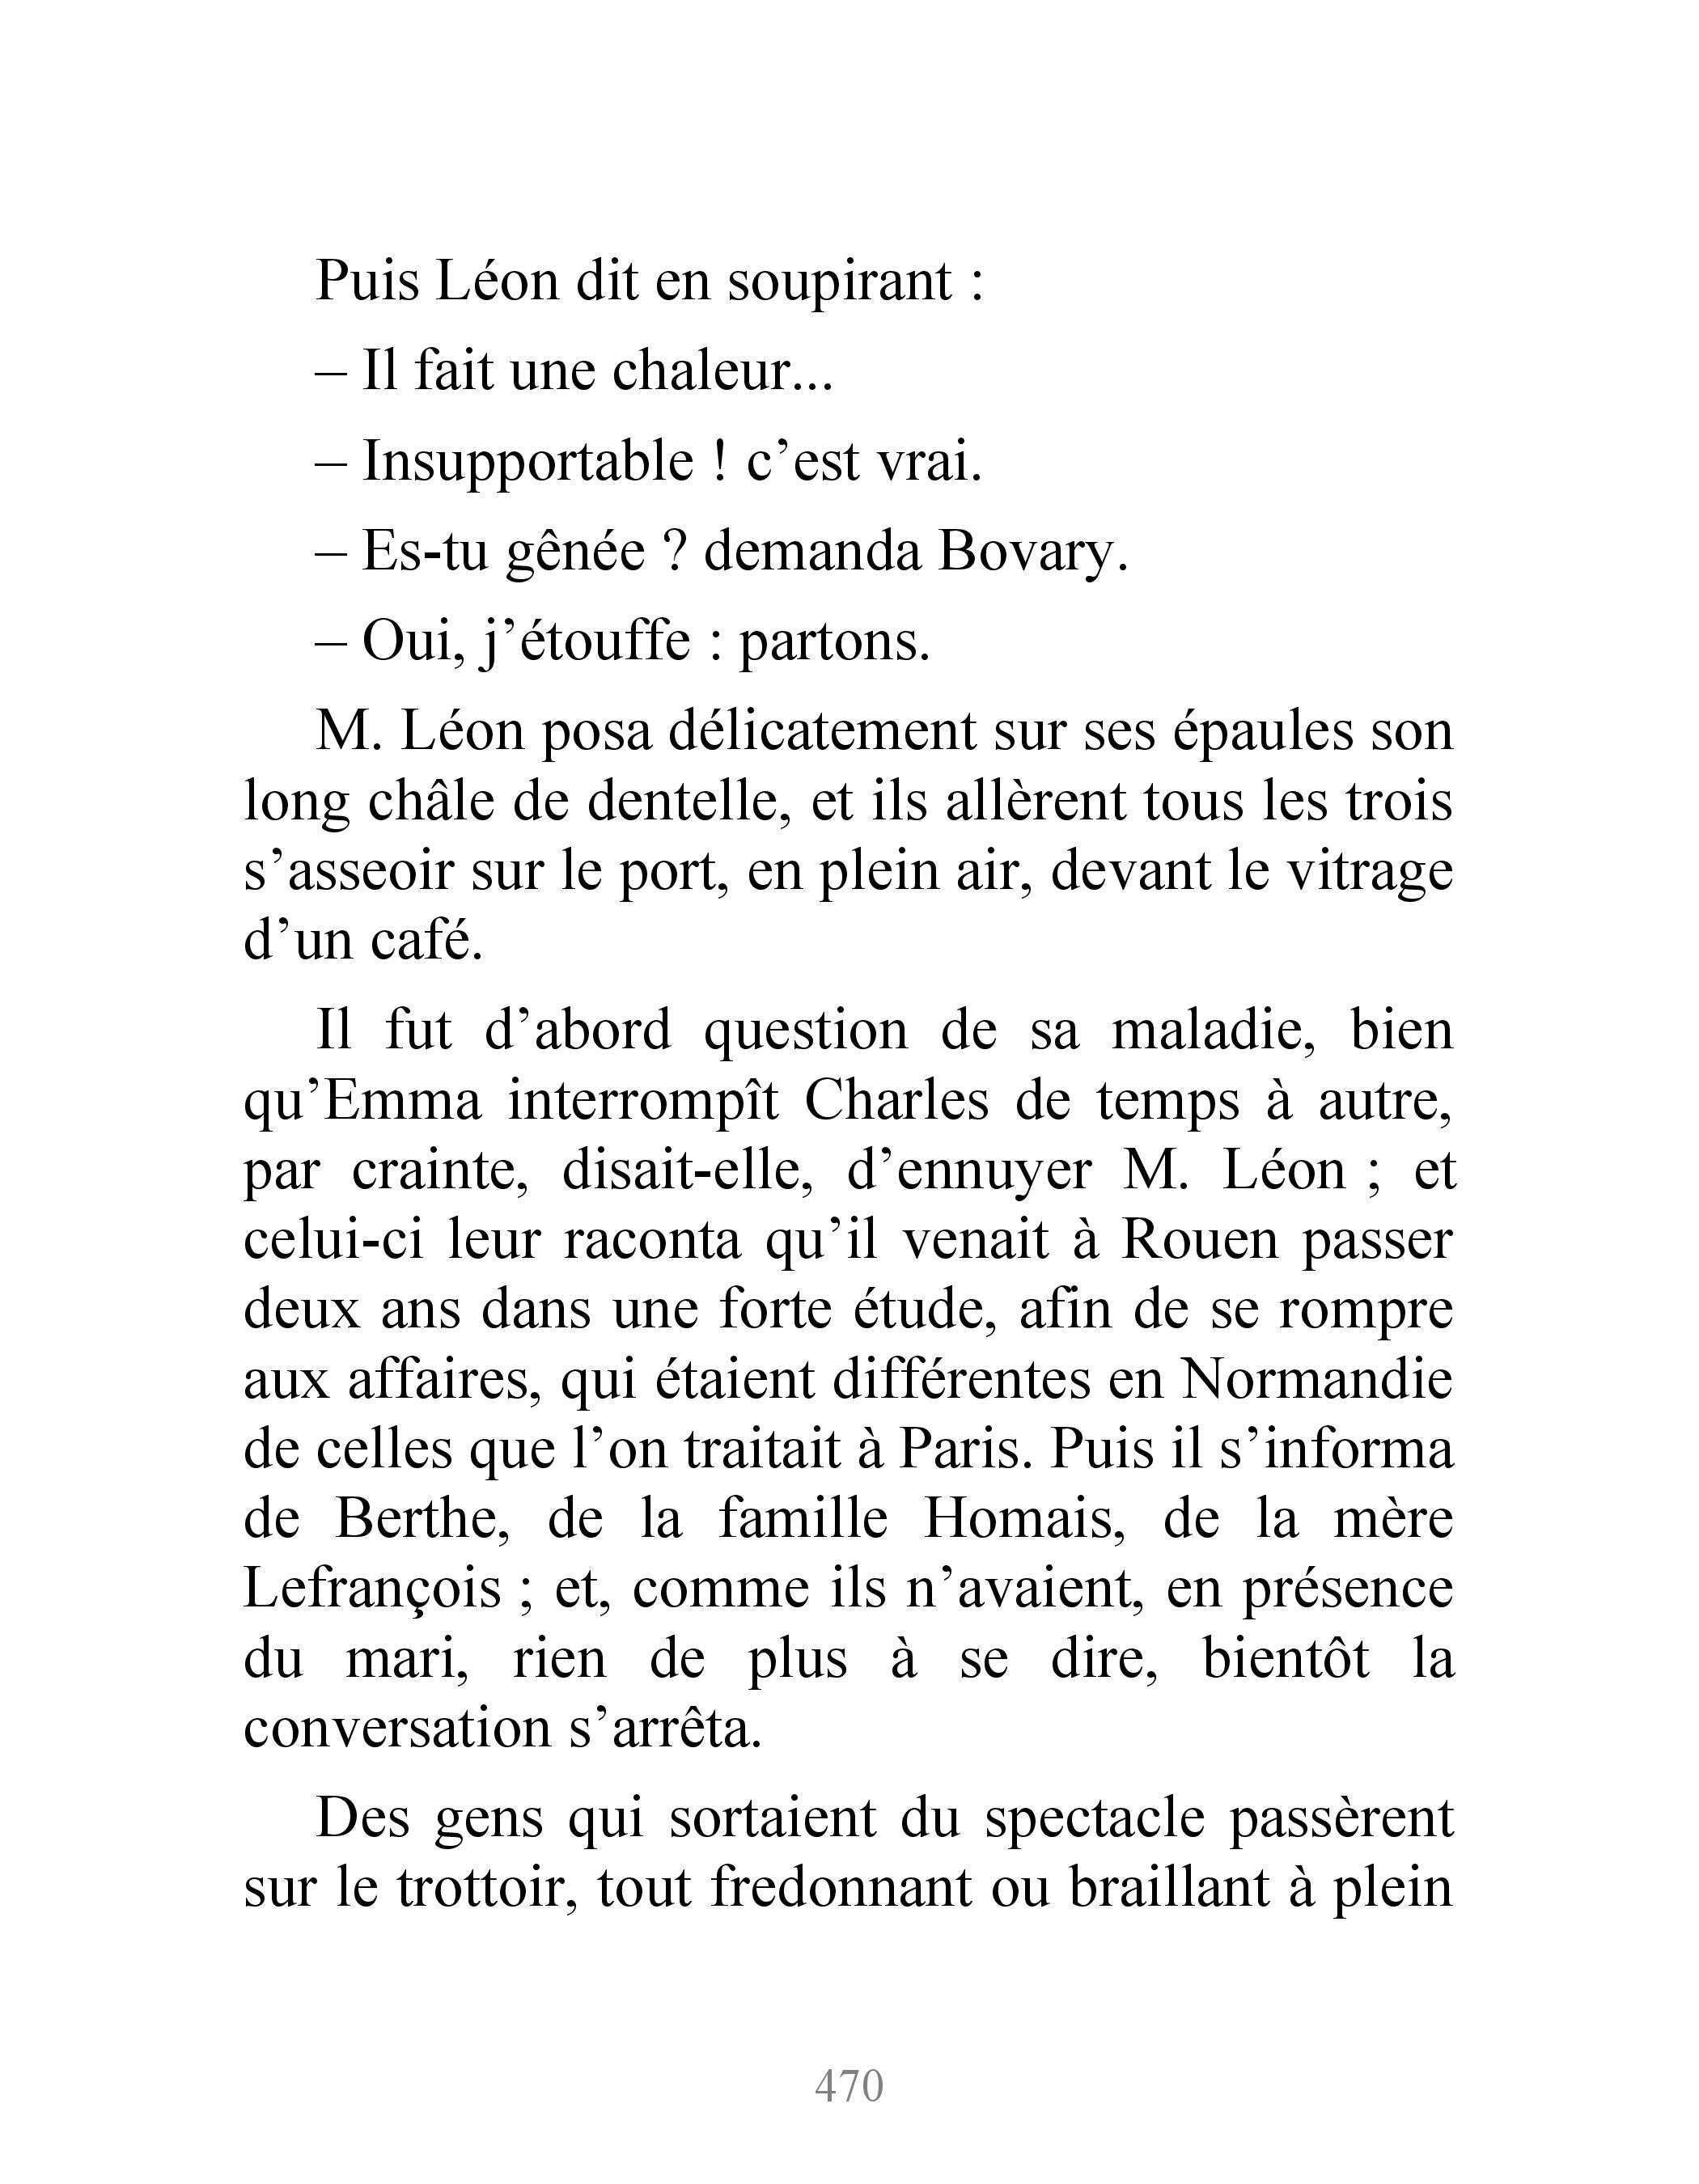 Puis Léon dit en soupirant :
– Il fait une chaleur...
– Insupportable ! c’est vrai.
– Es-tu gênée ? demanda Bovary.
– Oui, j’étouffe : partons.
M. Léon posa délicatement sur ses épaules son
long châle de dentelle, et ils allèrent tous les trois
s’asseoir sur le port, en plein air, devant le vitrage
d’un café.
Il fut d’abord question de sa maladie, bien
qu’Emma interrompît Charles de temps à autre,
par crainte, disait-elle, d’ennuyer M. Léon ; et
celui-ci leur raconta qu’il venait à Rouen passer
deux ans dans une forte étude, afin de se rompre
aux affaires, qui étaient différentes en Normandie
de celles que l’on traitait à Paris. Puis il s’informa
de Berthe, de la famille Homais, de la mère
Lefrançois ; et, comme ils n’avaient, en présence
du mari, rien de plus à se dire, bientôt la
conversation s’arrêta.
Des gens qui sortaient du spectacle passèrent
sur le trottoir, tout fredonnant ou braillant à plein
470